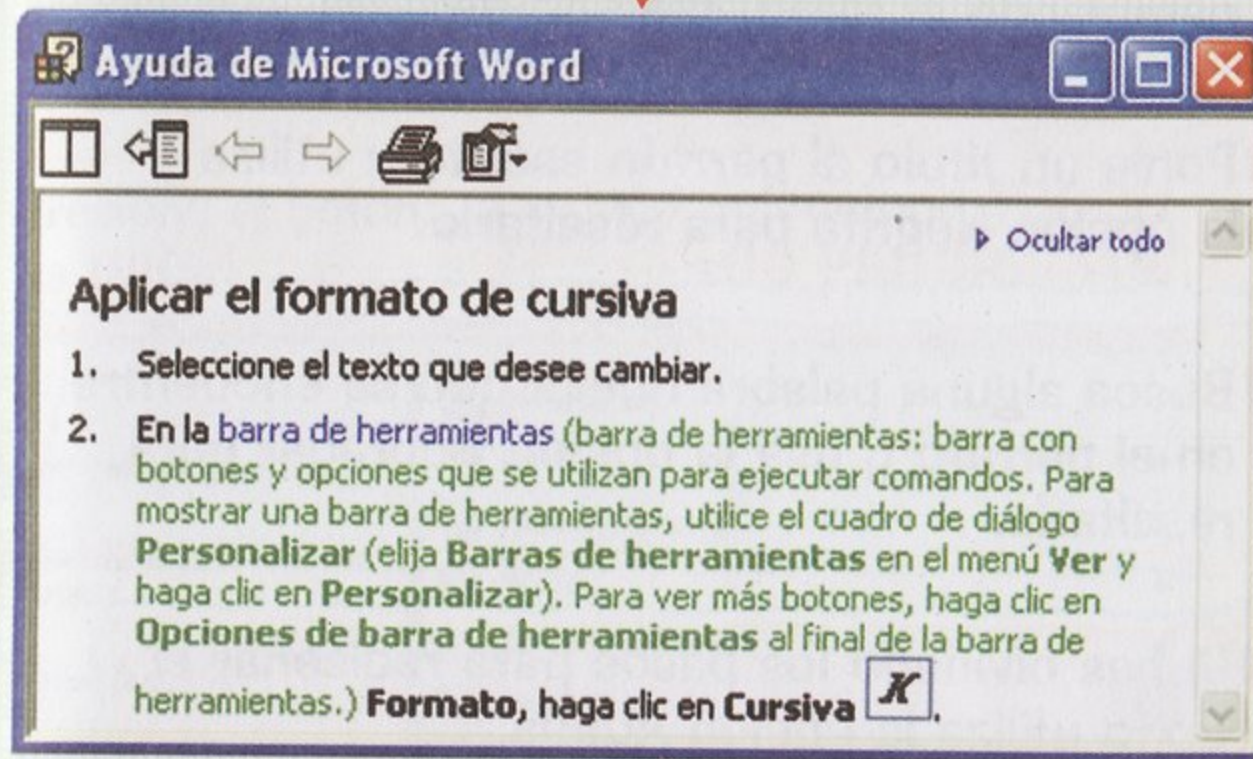 Ayuda de Microsoft Word
Ocultar todo
Aplicar el formato de cursiva
1. Seleccione el texto que desee cambiar.
2. En la barra de herramientas (barra de herramientas: barra con
botones y opciones que se utilizan para ejecutar comandos. Para
mostrar una barra de herramientas, utilice el cuadro de diálogo
Personalizar (elija Barras de herramientas en el menú Ver y
haga clic en Personalizar). Para ver más botones, haga clic en
Opciones de barra de herramientas al final de la barra de
herramientas.) Formato, haga clic en Cursiva K.